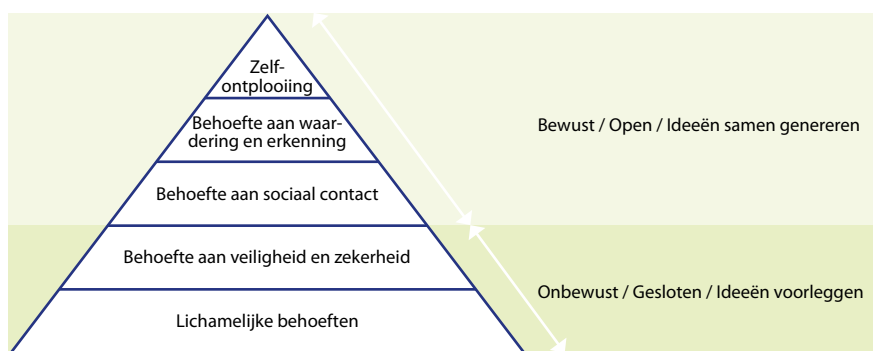 Zelf-
ontplooiing
Behoefte aan waar-
dering en erkenning
Bewust / Open / Ideeën samen genereren
Behoefte aan sociaal contact
Behoefte aan veiligheid en zekerheid
Onbewust / Gesloten / Ideeën voorleggen
Lichamelijke behoeften